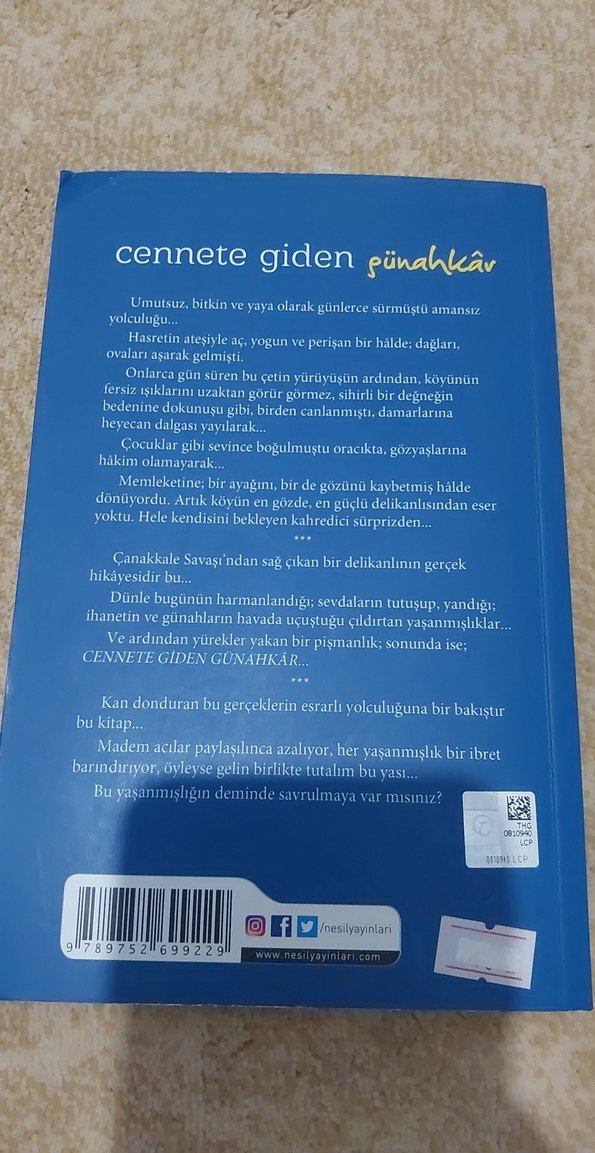 cennete giden günahkâr
Umutsuz, bitkin ve yaya olarak günlerce sürmüştü amansız
yolculuğu...
Hasretin ateşiyle aç, yogun ve perişan bir hâlde; dağları,
ovaları aşarak gelmişti.
Onlarca gün süren bu çetin yürüyüşün ardından, köyünün
fersiz ışıklarını uzaktan görür görmez, sihirli bir değneğin
bedenine dokunuşu gibi, birden canlanmıştı, damarlarına
heyecan dalgası yayılarak...
Çocuklar gibi sevince boğulmuştu oracıkta, gözyaşlarına
hâkim olamayarak...
Memleketine; bir ayağını, bir de gözünü kaybetmiş hâlde
dönüyordu. Artık köyün en gözde, en güçlü delikanlısından eser
yoktu. Hele kendisini bekleyen kahredici sürprizden...
***
Çanakkale Savaşı'ndan sağ çıkan bir delikanlının gerçek
hikâyesidir bu...
Dünle bugünün harmanlandığı; sevdaların tutuşup, yandığı;
ihanetin ve günahların havada uçuştuğu çıldırtan yaşanmışlıklar...
Ve ardından yürekler yakan bir pişmanlık; sonunda ise;
CENNETE GİDEN GÜNAHKÂR...
***
Kan donduran bu gerçeklerin esrarlı yolculuğuna bir bakıştır
bu kitap...
Madem acılar paylaşılınca azalıyor, her yaşanmışlık bir ibret
barındırıyor, öyleyse gelin birlikte tutalım bu yası...
Bu yaşanmışlığın deminde savrulmaya var mısınız?
THG
0810940
LCP
0810940 LCP
/nesilyayinlari
www.nesilyayinlari.com
9 789752 699229